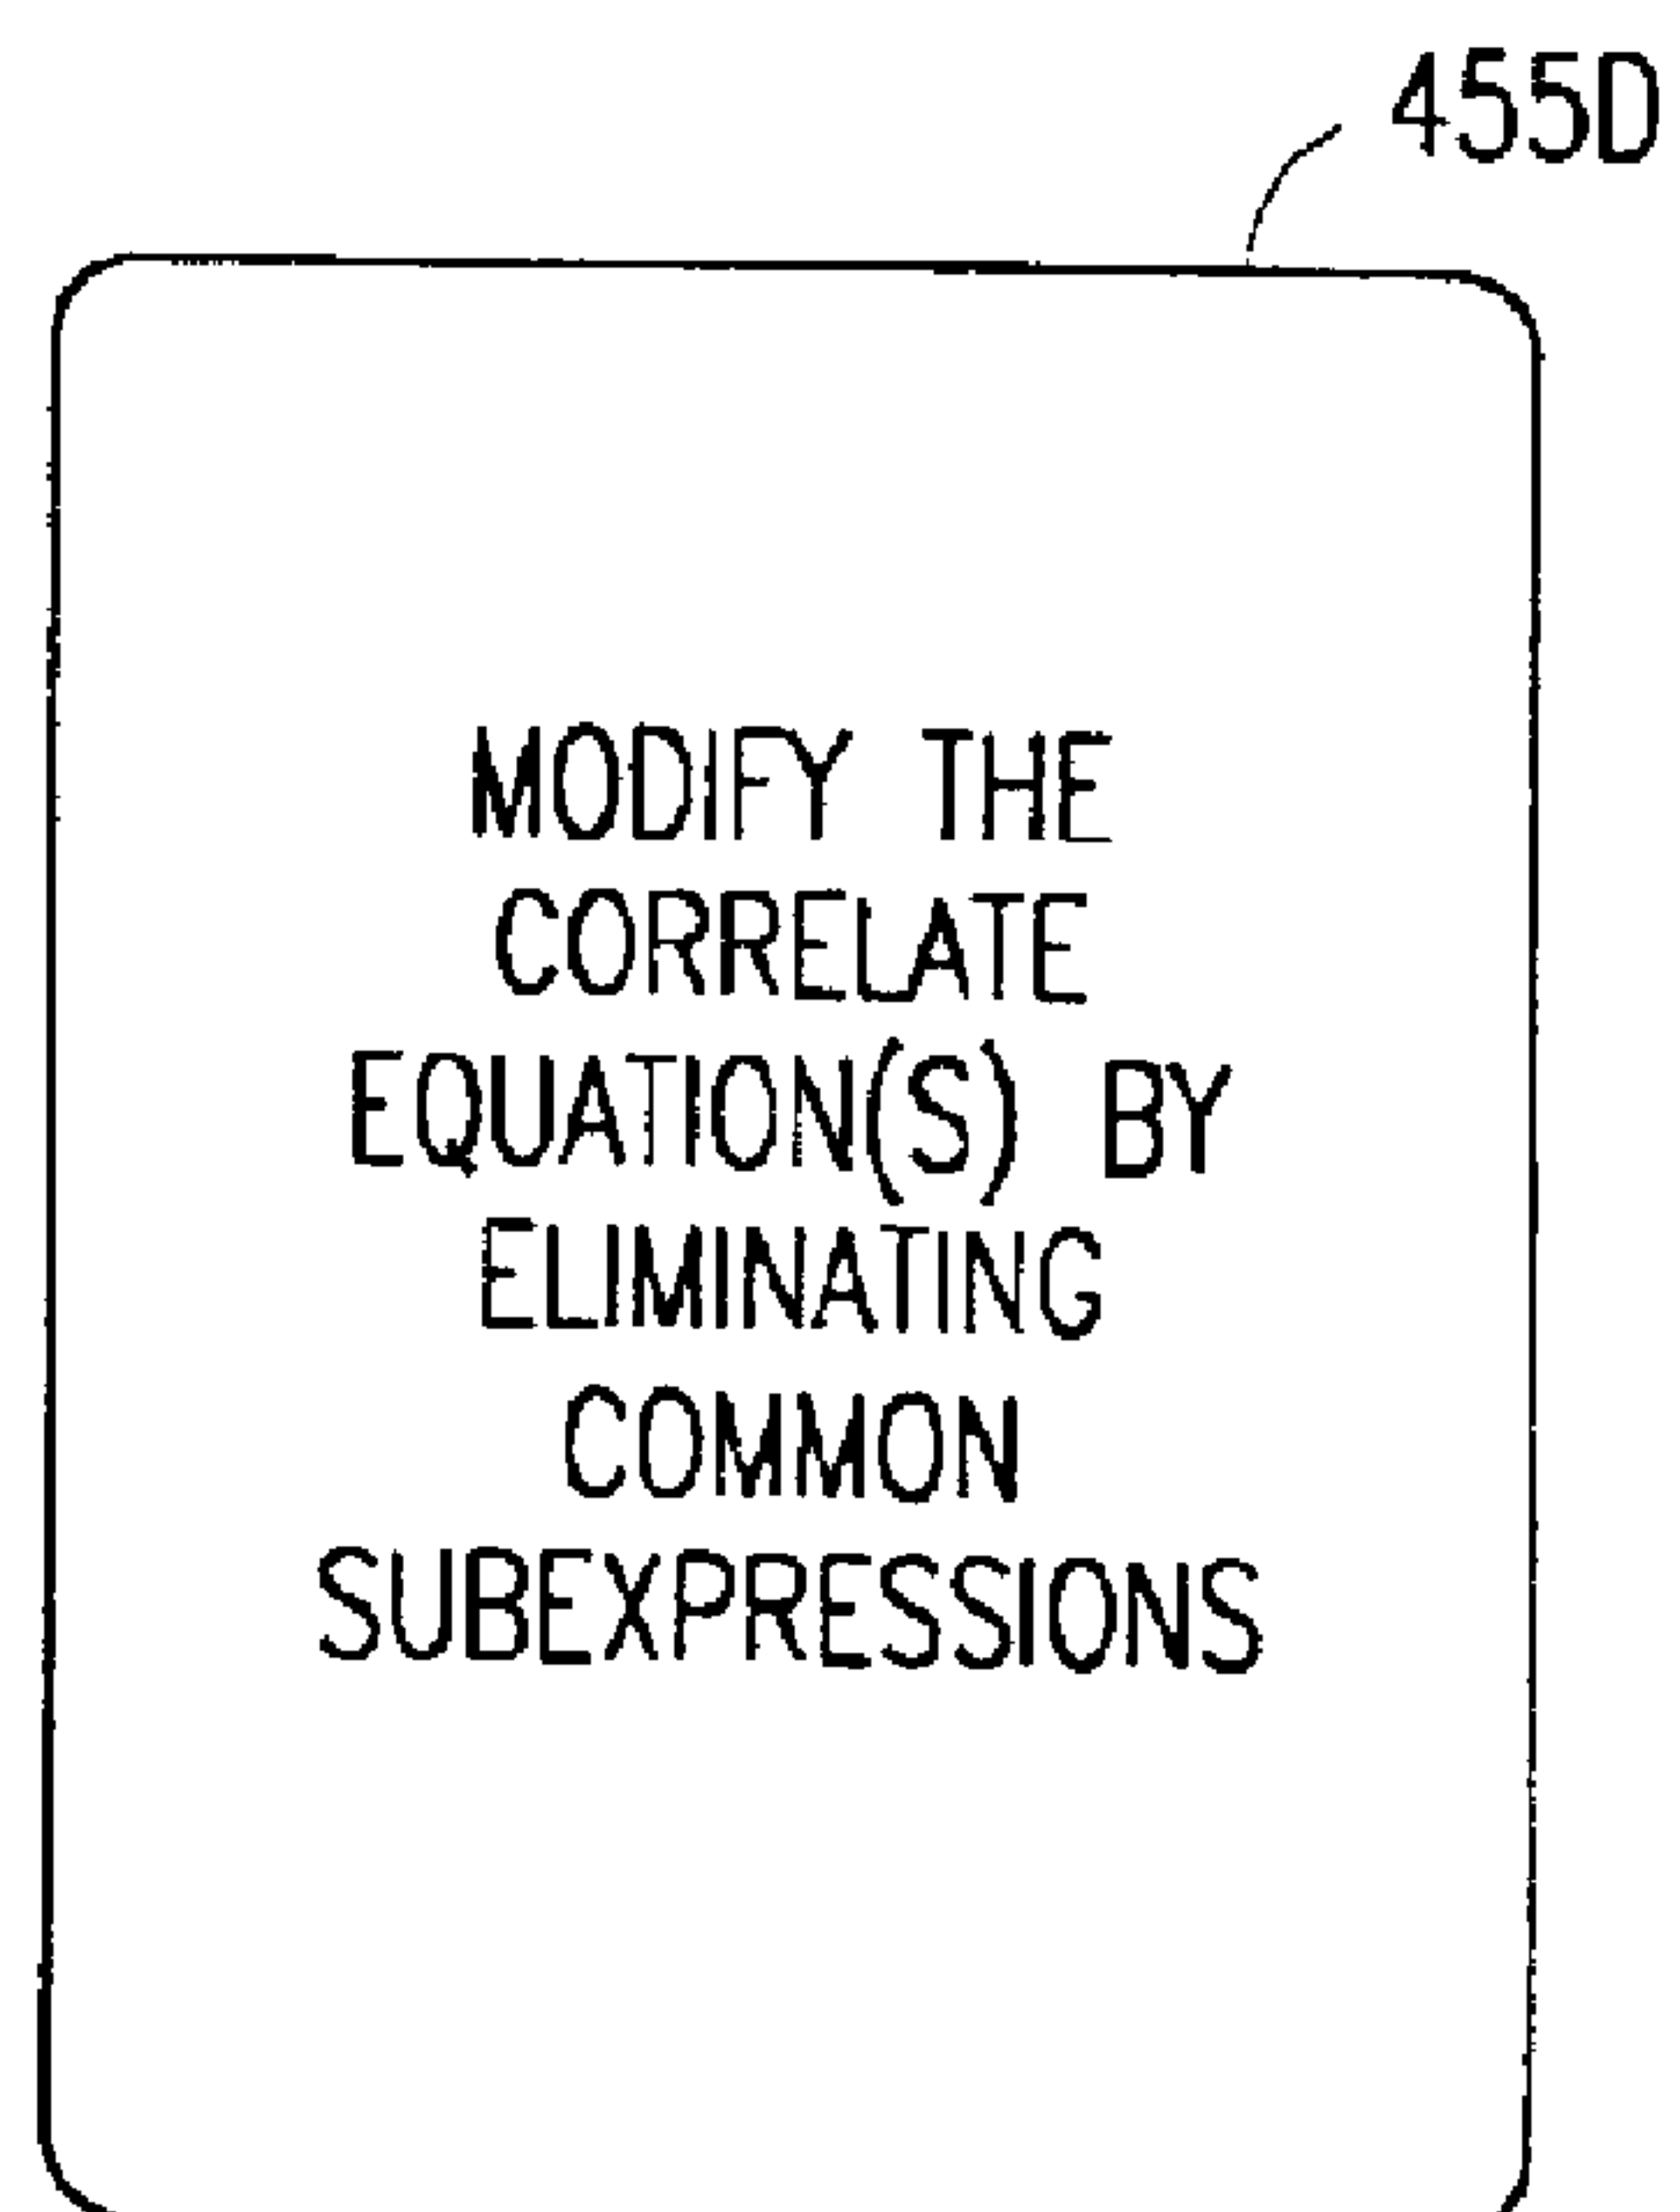 455D
MODIFY THE
CORRELATE
EQUATION(S) BY
ELIMINATING
COMMON
SUBEXPRESSIONS